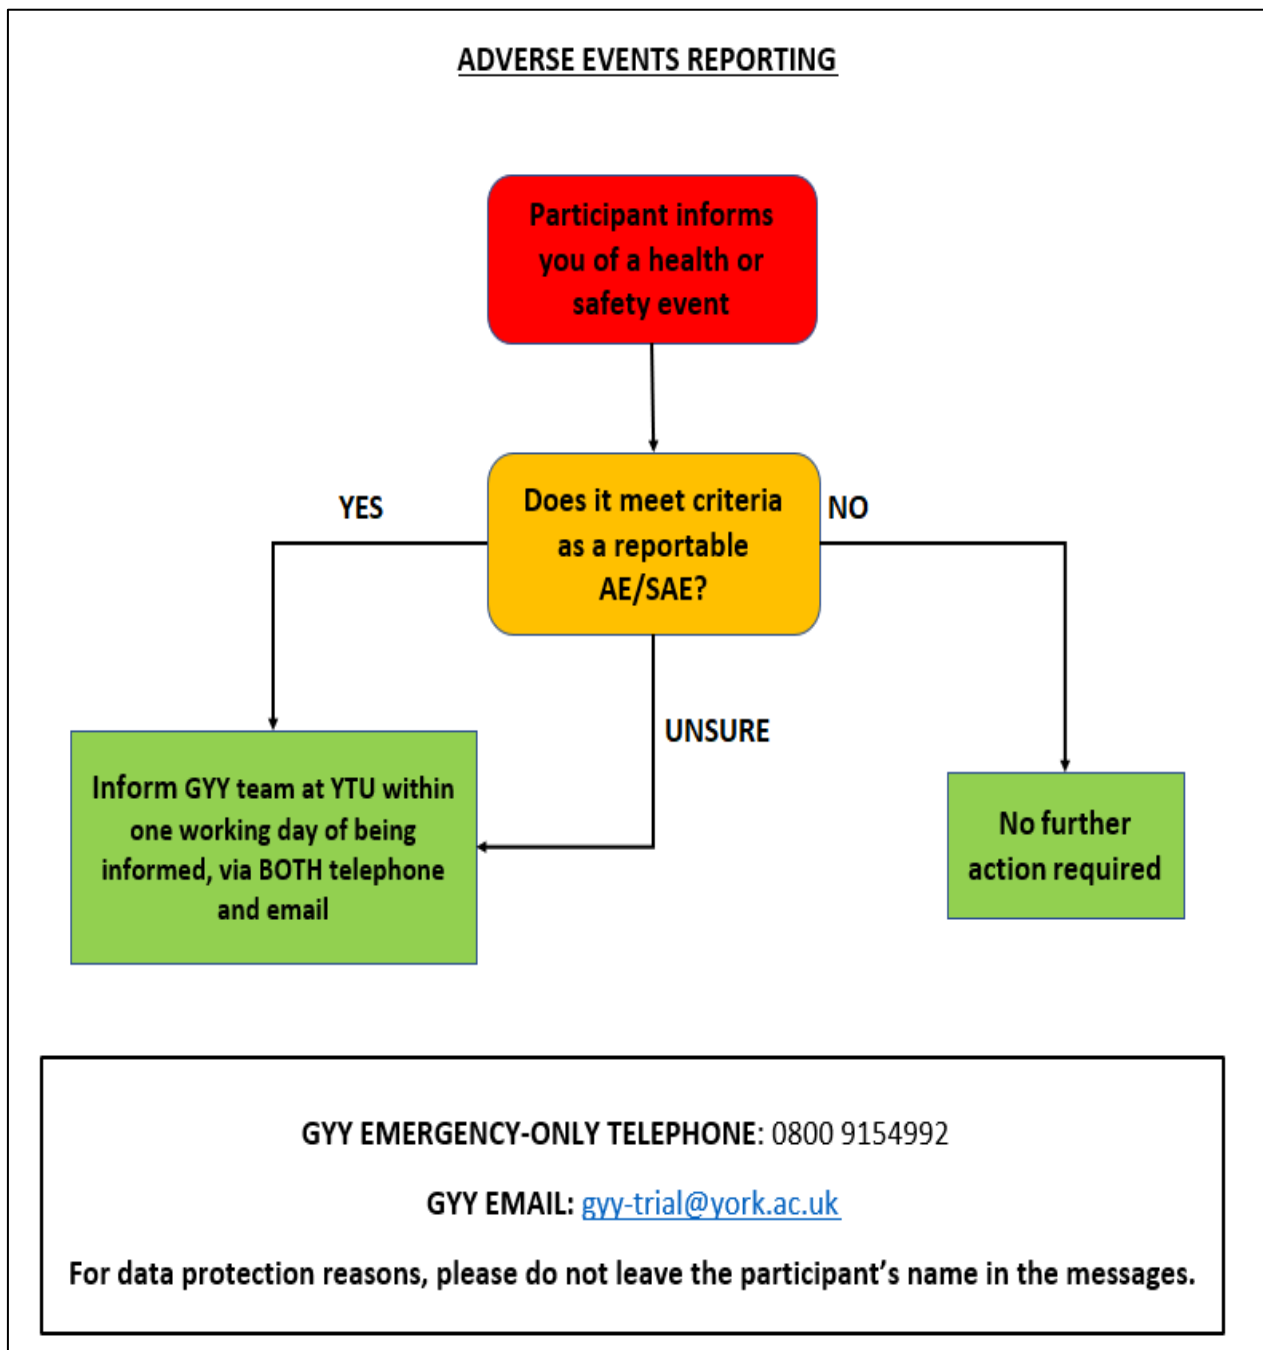 ADVERSE EVENTS REPORTING
Participant informs
you of a health or
safety event
Does it meet criteria
as a reportable
AE/SAE?
YES
NO
UNSURE
Inform GYY team at YTU within
one working day of being
informed, via BOTH telephone
and email
No further
action required
GYY EMERGENCY-ONLY TELEPHONE: 0800 9154992
GYY EMAIL: gyy-trial@york.ac.uk
For data protection reasons, please do not leave the participant’s name in the messages.